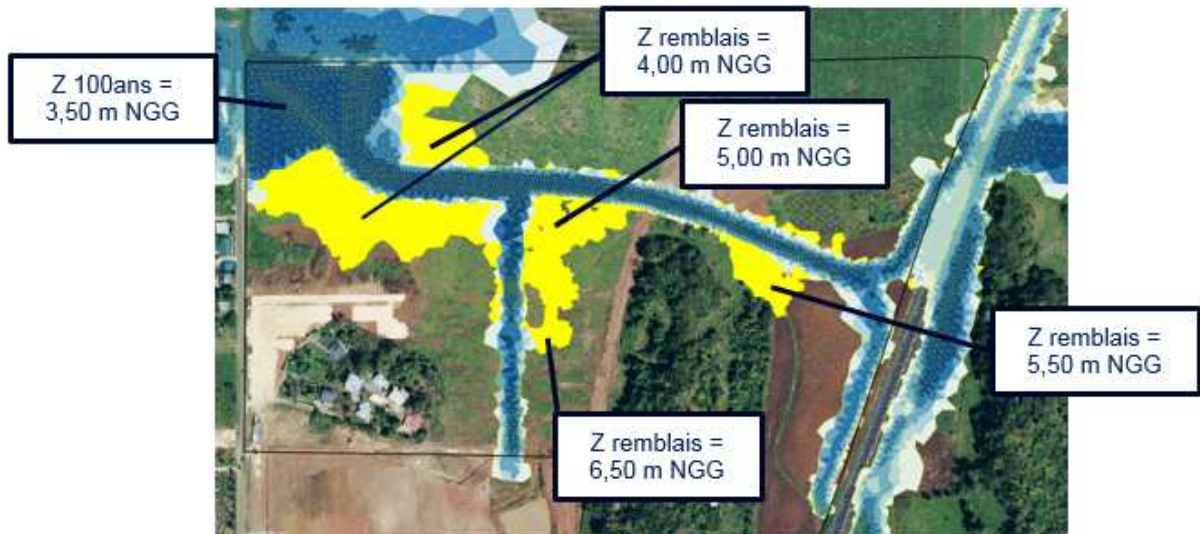 Z remblais =
4,00 m NGG
Z 100ans =
3,50 m NGG
Z remblais =
5,00 m NGG
Z remblais =
5,50 m NGG
Z remblais =
6,50 m NGG